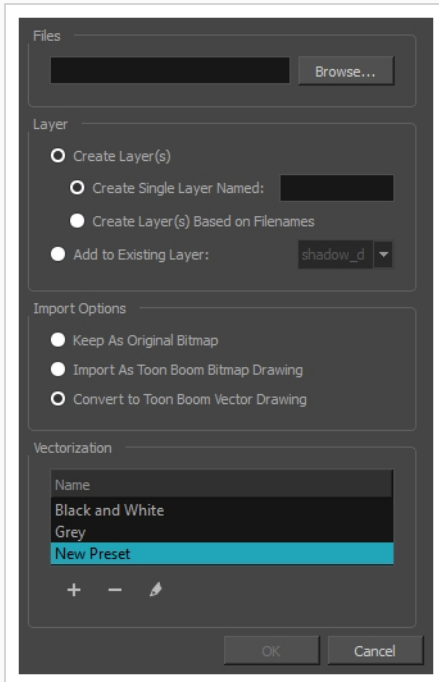 Files
Browse...
Layer
Create Layer(s)
Create Single Layer Named:
Create Layer(s) Based on Filenames
Add to Existing Layer: shadow_d
Import Options
Keep As Original Bitmap
Import As Toon Boom Bitmap Drawing
Convert to Toon Boom Vector Drawing
Vectorization
Name
Black and White
Grey
New Preset
OK Cancel